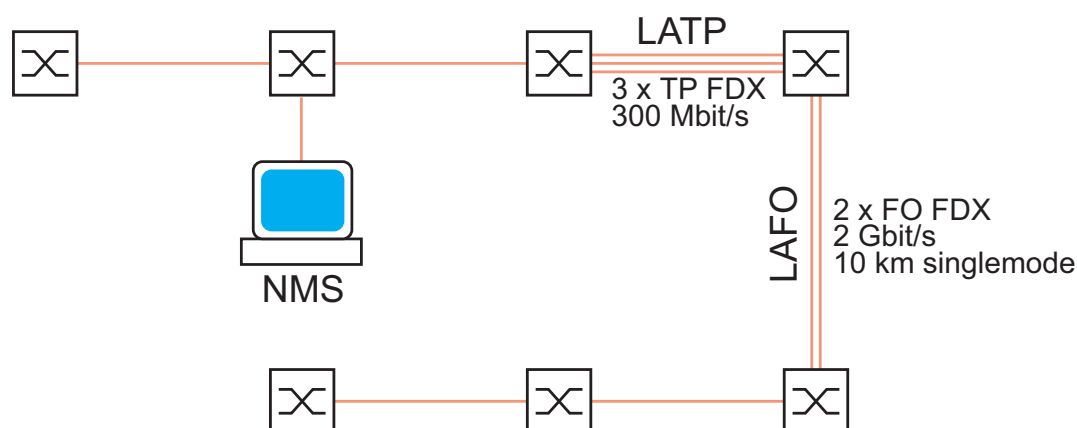 LATP
3 x TP FDX
300 Mbit/s
LAFO
2 x FO FDX
2 Gbit/s
10 km singlemode
NMS